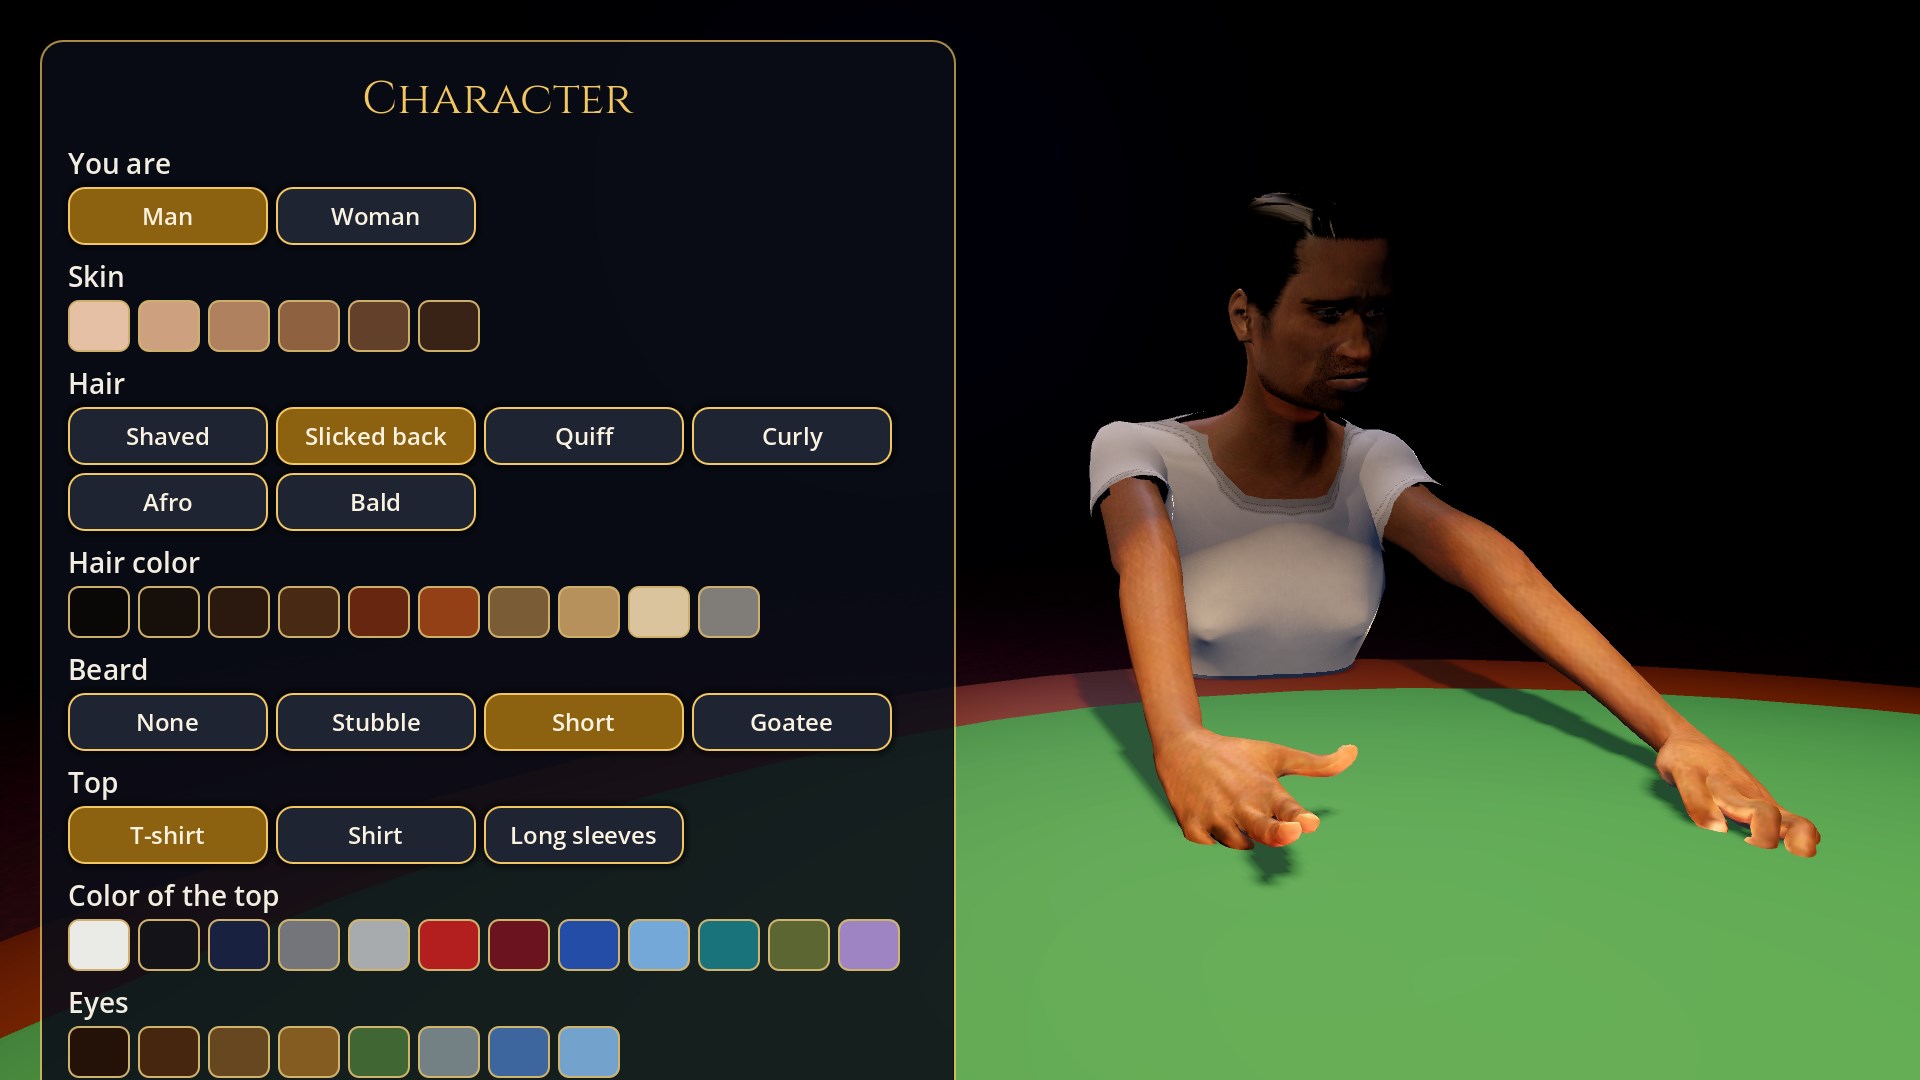 Character
You are
Man Woman
Skin
Hair
Shaved Slicked back Quiff Curly
Afro Bald
Hair color
Beard
None Stubble Short Goatee
Top
T-shirt Shirt Long sleeves
Color of the top
Eyes